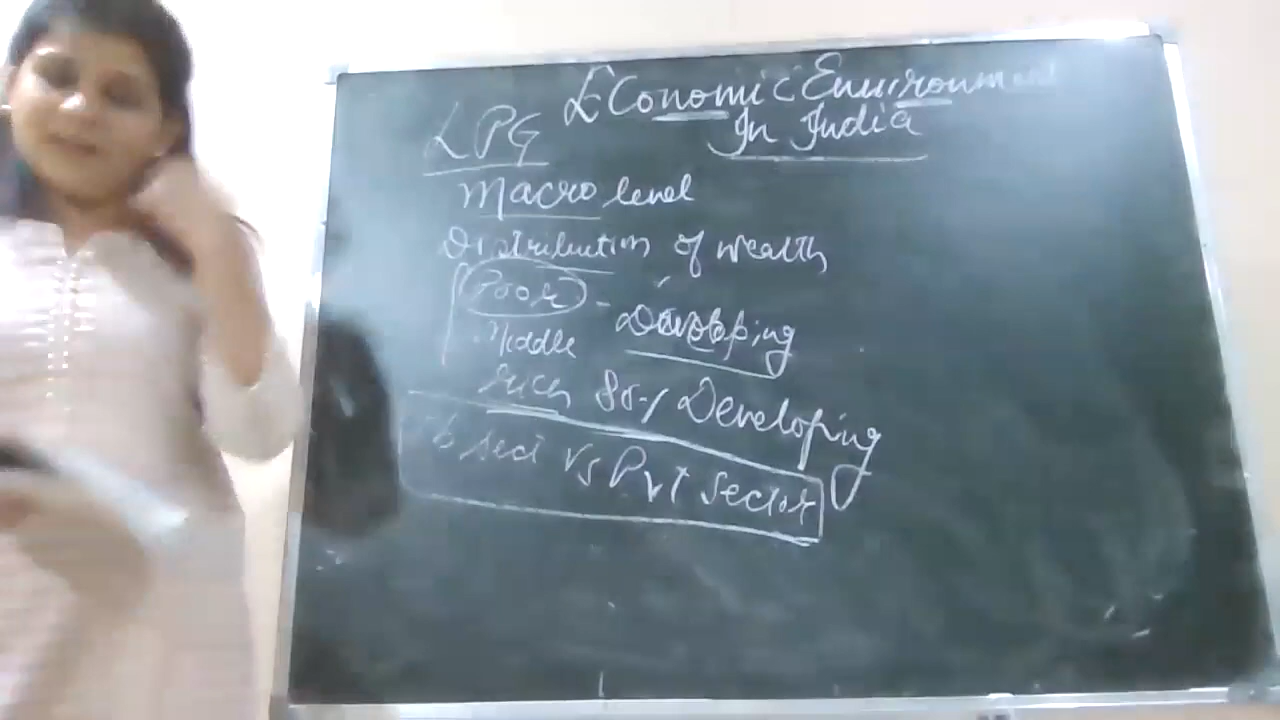 Economic Environment
In India
LPG
Macro level
Distribution of wealth
Poor - Developing
Middle
Rich 80% Developing
b sect Vs Pvt Sector